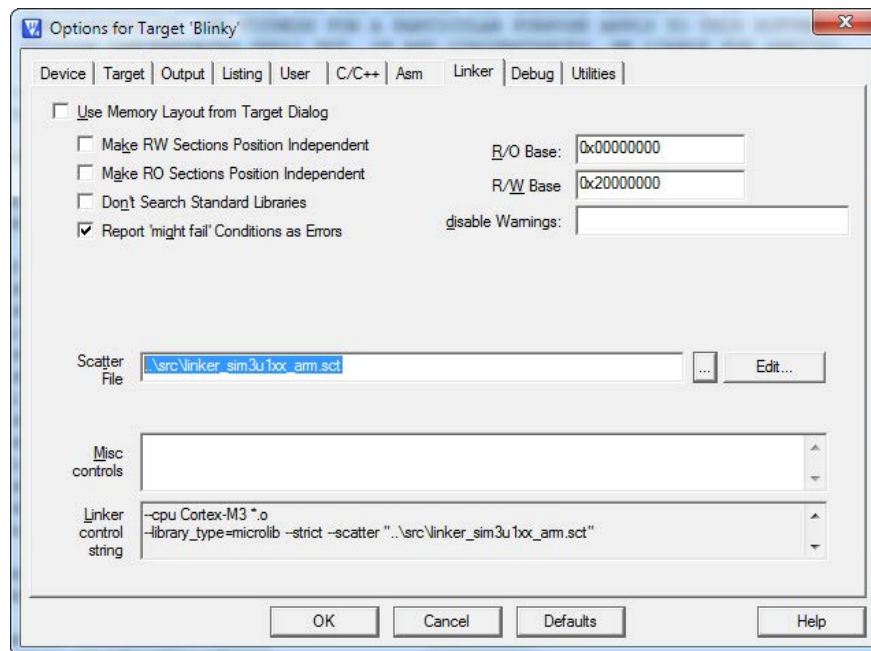 Options for Target 'Blinky'
Device Target Output Listing User C/C++ Asm Linker Debug Utilities
Use Memory Layout from Target Dialog
Make RW Sections Position Independent
Make RO Sections Position Independent
Don't Search Standard Libraries
Report 'might fail' Conditions as Errors
R/O Base: 0x00000000
R/W Base 0x20000000
disable Warnings:
Scatter
File
..\src\linker_sim3u1xx_arm.sct
... Edit...
Misc
controls
Linker
control
string
--cpu Cortex-M3 *.o
--library_type=microlib --strict --scatter "..\src\linker_sim3u1xx_arm.sct"
OK Cancel Defaults Help